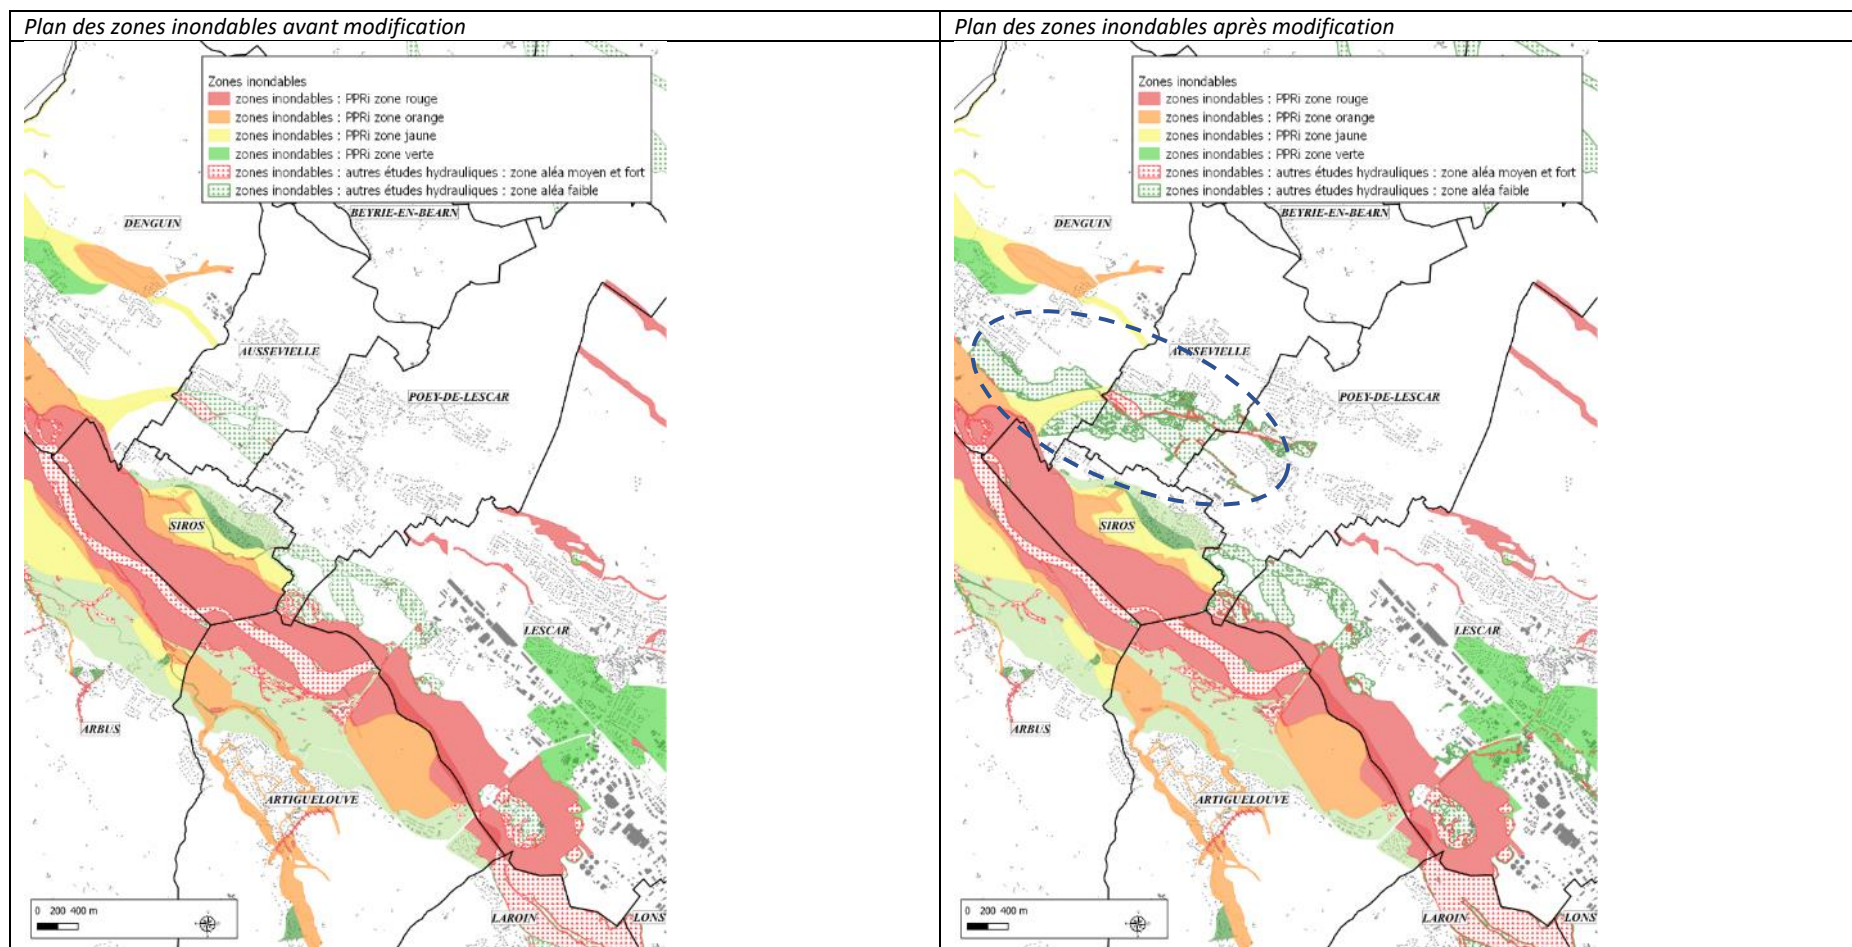 Plan des zones inondables avant modification
Zones inondables
zones inondables : PPRi zone rouge
zones inondables : PPRi zone orange
zones inondables : PPRi zone jaune
zones inondables : PPRi zone verte
zones inondables : autres études hydrauliques : zone aléa moyen et fort
zones inondables : autres études hydrauliques : zone aléa faible
BEYRIE-EN-BEARN
DENGUIN
AUSSEVIELLE
POEY-DE-LESCAR
SIROS
LESCAR
ARBUS
ARTIGUELOUVE
LAROIN
LONS
0 200 400 m
Plan des zones inondables après modification
Zones inondables
zones inondables : PPRi zone rouge
zones inondables : PPRi zone orange
zones inondables : PPRi zone jaune
zones inondables : PPRi zone verte
zones inondables : autres études hydrauliques : zone aléa moyen et fort
zones inondables : autres études hydrauliques : zone aléa faible
BEYRIE-EN-BEARN
DENGUIN
AUSSEVIELLE
POEY-DE-LESCAR
SIROS
LESCAR
ARBUS
ARTIGUELOUVE
LAROIN
LONS
0 200 400 m